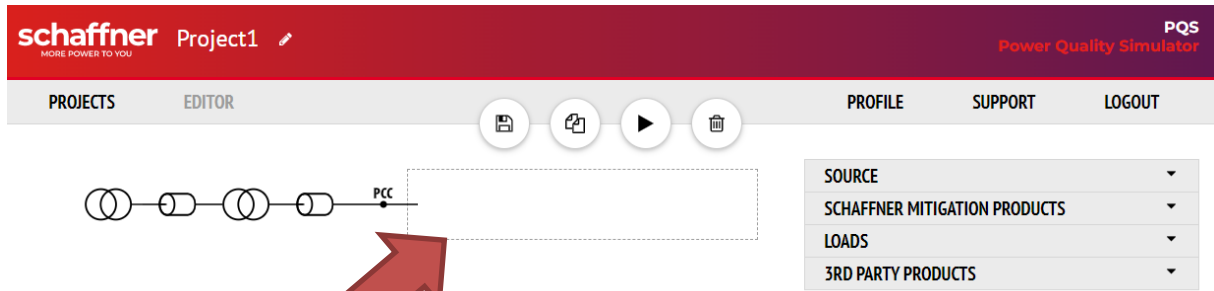 schaffner
MORE POWER TO YOU
Project1
PQS
Power Quality Simulator
PROJECTS
EDITOR
PROFILE
SUPPORT
LOGOUT
PCC
SOURCE
SCHAFFNER MITIGATION PRODUCTS
LOADS
3RD PARTY PRODUCTS